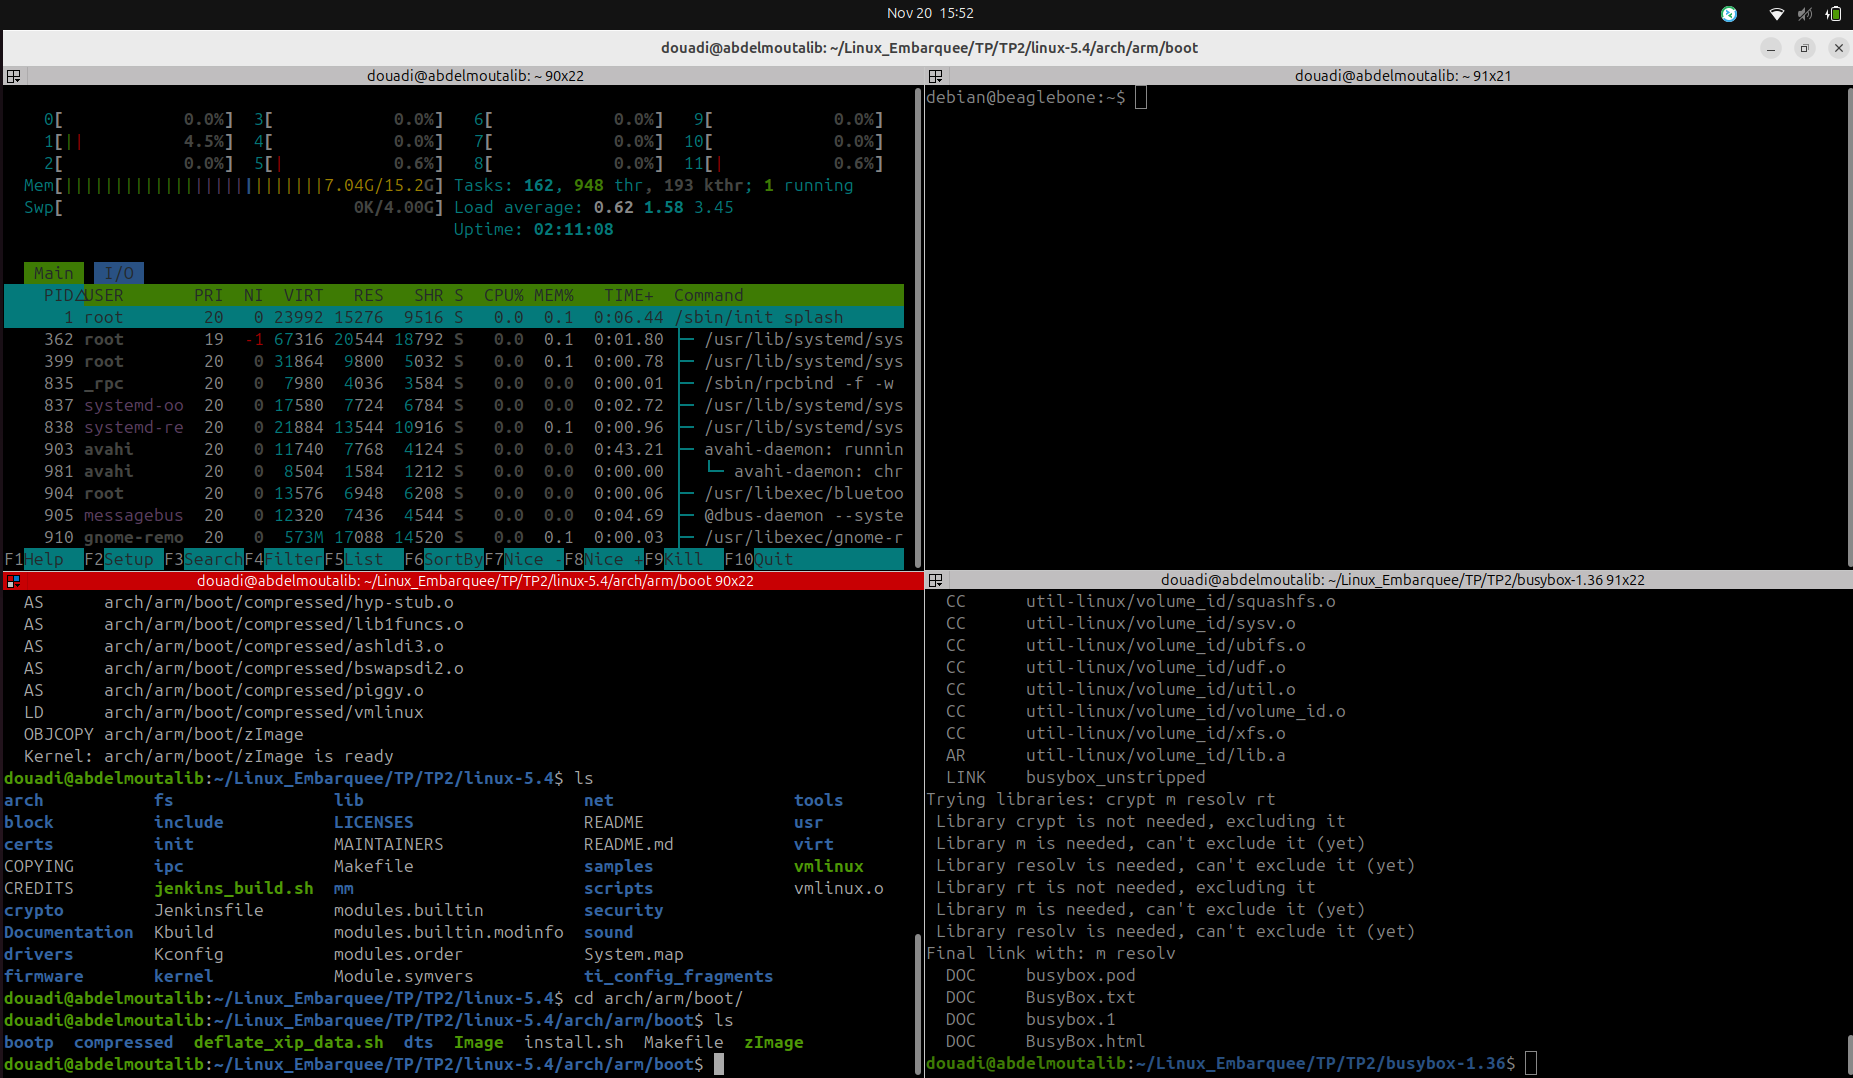 Nov 20  15:52
douadi@abdelmoutalib: ~/Linux_Embarquee/TP/TP2/linux-5.4/arch/arm/boot
douadi@abdelmoutalib: ~ 90x22
0[ 0.0%] 3[ 0.0%] 6[ 0.0%] 9[ 0.0%]
1[|| 4.5%] 4[ 0.0%] 7[ 0.0%] 10[ 0.0%]
2[ 0.0%] 5[| 0.6%] 8[ 0.0%] 11[| 0.6%]
Mem[||||||||||||||||||||||||||7.04G/15.2G] Tasks: 162, 948 thr, 193 kthr; 1 running
Swp[ 0K/4.00G] Load average: 0.62 1.58 3.45
Uptime: 02:11:08
Main I/O
PID△USER PRI NI VIRT RES SHR S CPU% MEM% TIME+ Command
1 root 20 0 23992 15276 9516 S 0.0 0.1 0:06.44 /sbin/init splash
362 root 19 -1 67316 20544 18792 S 0.0 0.1 0:01.80 ├─ /usr/lib/systemd/sys
399 root 20 0 31864 9800 5032 S 0.0 0.1 0:00.78 ├─ /usr/lib/systemd/sys
835 _rpc 20 0 7980 4036 3584 S 0.0 0.0 0:00.01 ├─ /sbin/rpcbind -f -w
837 systemd-oo 20 0 17580 7724 6784 S 0.0 0.0 0:02.72 ├─ /usr/lib/systemd/sys
838 systemd-re 20 0 21884 13544 10916 S 0.0 0.1 0:00.96 ├─ /usr/lib/systemd/sys
903 avahi 20 0 11740 7768 4124 S 0.0 0.0 0:43.21 ├─ avahi-daemon: runnin
981 avahi 20 0 8504 1584 1212 S 0.0 0.0 0:00.00 │ └─ avahi-daemon: chr
904 root 20 0 13576 6948 6208 S 0.0 0.0 0:00.06 ├─ /usr/libexec/bluetoo
905 messagebus 20 0 12320 7436 4544 S 0.0 0.0 0:04.69 ├─ @dbus-daemon --syste
910 gnome-remo 20 0 573M 17088 14520 S 0.0 0.1 0:00.03 ├─ /usr/libexec/gnome-r
F1Help F2Setup F3SearchF4FilterF5List F6SortByF7Nice -F8Nice +F9Kill F10Quit
douadi@abdelmoutalib: ~ 91x21
debian@beaglebone:~$
douadi@abdelmoutalib: ~/Linux_Embarquee/TP/TP2/linux-5.4/arch/arm/boot 90x22
AS arch/arm/boot/compressed/hyp-stub.o
AS arch/arm/boot/compressed/lib1funcs.o
AS arch/arm/boot/compressed/ashldi3.o
AS arch/arm/boot/compressed/bswapsdi2.o
AS arch/arm/boot/compressed/piggy.o
LD arch/arm/boot/compressed/vmlinux
OBJCOPY arch/arm/boot/zImage
Kernel: arch/arm/boot/zImage is ready
douadi@abdelmoutalib:~/Linux_Embarquee/TP/TP2/linux-5.4$ ls
arch fs lib net tools
block include LICENSES README usr
certs init MAINTAINERS README.md virt
COPYING ipc Makefile samples vmlinux
CREDITS jenkins_build.sh mm scripts vmlinux.o
crypto Jenkinsfile modules.builtin security
Documentation Kbuild modules.builtin.modinfo sound
drivers Kconfig modules.order System.map
firmware kernel Module.symvers ti_config_fragments
douadi@abdelmoutalib:~/Linux_Embarquee/TP/TP2/linux-5.4$ cd arch/arm/boot/
douadi@abdelmoutalib:~/Linux_Embarquee/TP/TP2/linux-5.4/arch/arm/boot$ ls
bootp compressed deflate_xip_data.sh dts Image install.sh Makefile zImage
douadi@abdelmoutalib:~/Linux_Embarquee/TP/TP2/linux-5.4/arch/arm/boot$
douadi@abdelmoutalib: ~/Linux_Embarquee/TP/TP2/busybox-1.36 91x22
CC util-linux/volume_id/squashfs.o
CC util-linux/volume_id/sysv.o
CC util-linux/volume_id/ubifs.o
CC util-linux/volume_id/udf.o
CC util-linux/volume_id/util.o
CC util-linux/volume_id/volume_id.o
CC util-linux/volume_id/xfs.o
AR util-linux/volume_id/lib.a
LINK busybox_unstripped
Trying libraries: crypt m resolv rt
Library crypt is not needed, excluding it
Library m is needed, can't exclude it (yet)
Library resolv is needed, can't exclude it (yet)
Library rt is not needed, excluding it
Library m is needed, can't exclude it (yet)
Library resolv is needed, can't exclude it (yet)
Final link with: m resolv
DOC busybox.pod
DOC BusyBox.txt
DOC busybox.1
DOC BusyBox.html
douadi@abdelmoutalib:~/Linux_Embarquee/TP/TP2/busybox-1.36$